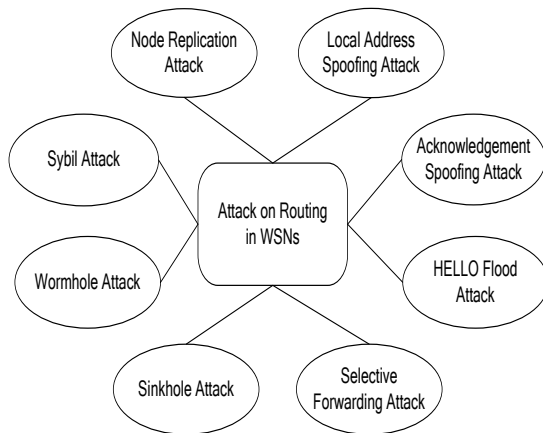 Node Replication
Attack
Local Address
Spoofing Attack
Sybil Attack
Acknowledgement
Spoofing Attack
Attack on Routing
in WSNs
Wormhole Attack
HELLO Flood
Attack
Sinkhole Attack
Selective
Forwarding Attack